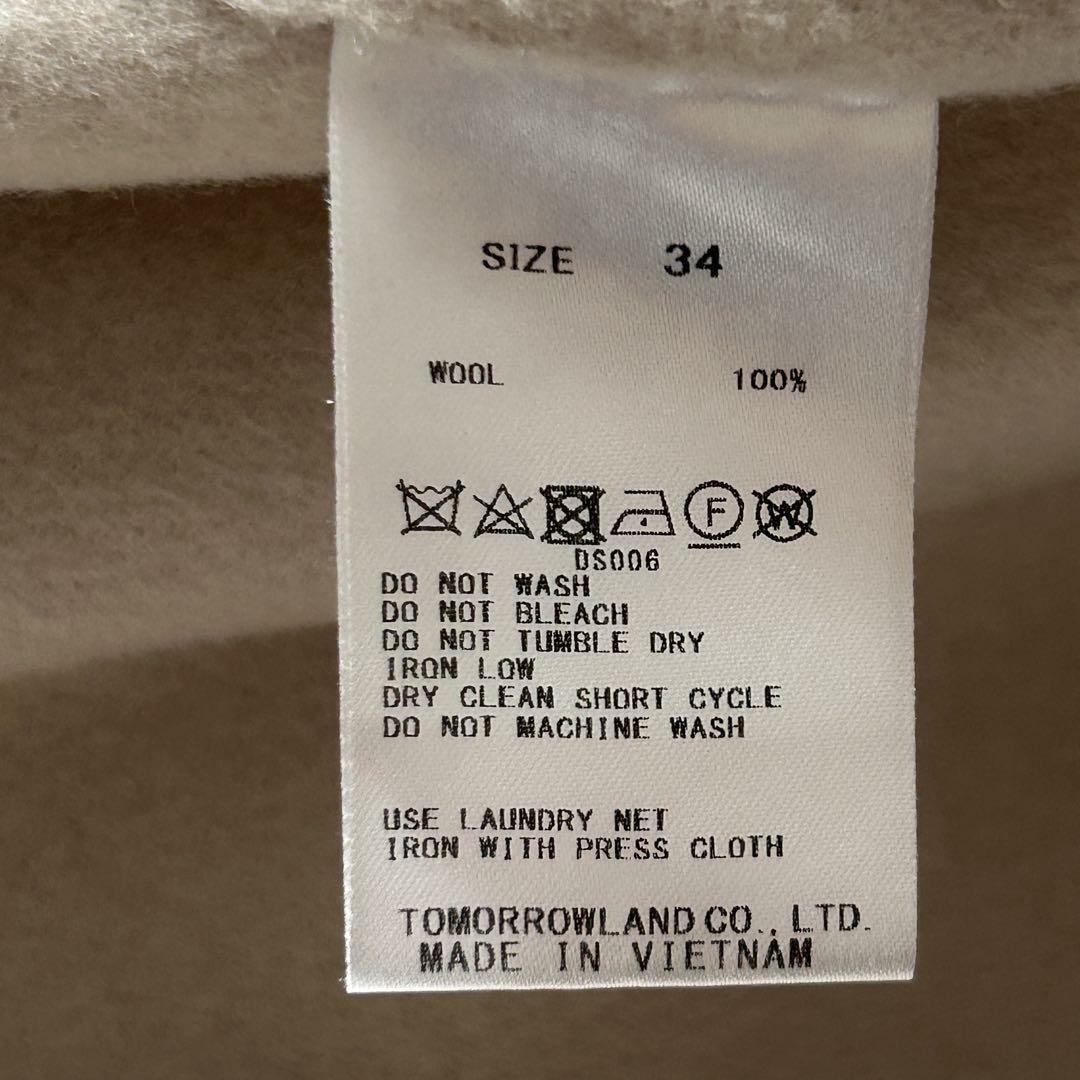 SIZE 34
WOOL 100%
F W
DS006
DO NOT WASH
DO NOT BLEACH
DO NOT TUMBLE DRY
IRON LOW
DRY CLEAN SHORT CYCLE
DO NOT MACHINE WASH
USE LAUNDRY NET
IRON WITH PRESS CLOTH
TOMORROWLAND CO., LTD.
MADE IN VIETNAM